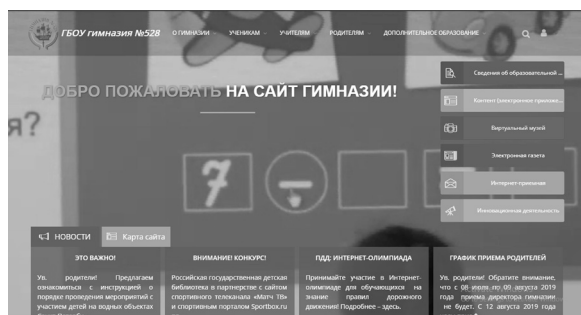 ГБОУ гимназия №528
О ГИМНАЗИИ
УЧЕНИКАМ
УЧИТЕЛЯМ
РОДИТЕЛЯМ
ДОПОЛНИТЕЛЬНОЕ ОБРАЗОВАНИЕ
ДОБРО ПОЖАЛОВАТЬ НА САЙТ ГИМНАЗИИ!
я?
7 –
Сведения об образовательной ...
Контент (электронное приложе...
Виртуальный музей
Электронная газета
Интернет-приемная
Инновационная деятельность
НОВОСТИ
Карта сайта
ЭТО ВАЖНО!
Ув. родители! Предлагаем
ознакомиться с инструкцией о
порядке проведения мероприятий с
участием детей на водных объектах
ВНИМАНИЕ! КОНКУРС!
Российская государственная детская
библиотека в партнерстве с сайтом
спортивного телеканала «Матч ТВ»
и спортивным порталом Sportbox.ru
ПДД: ИНТЕРНЕТ-ОЛИМПИАДА
Принимайте участие в Интернет-
олимпиаде для обучающихся на
знание правил дорожного
движения! Подробнее - здесь.
ГРАФИК ПРИЕМА РОДИТЕЛЕЙ
Ув. родители! Обратите внимание,
что с 08 июля по 09 августа 2019
года приема директора гимназии
не будет. С 12 августа 2019 года